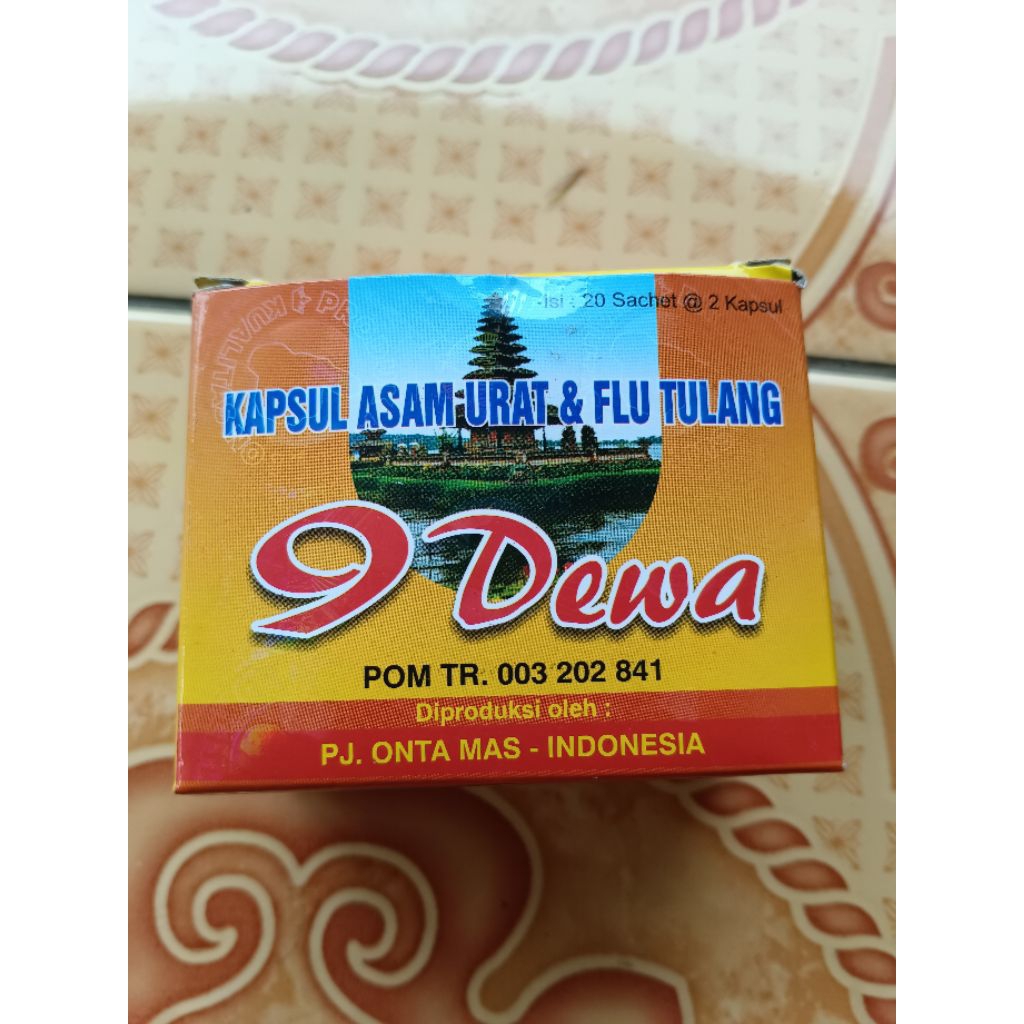 Isi : 20 Sachet @ 2 Kapsul
KAPSUL ASAM URAT & FLU TULANG
9 Dewa
POM TR. 003 202 841
Diproduksi oleh :
PJ. ONTA MAS - INDONESIA